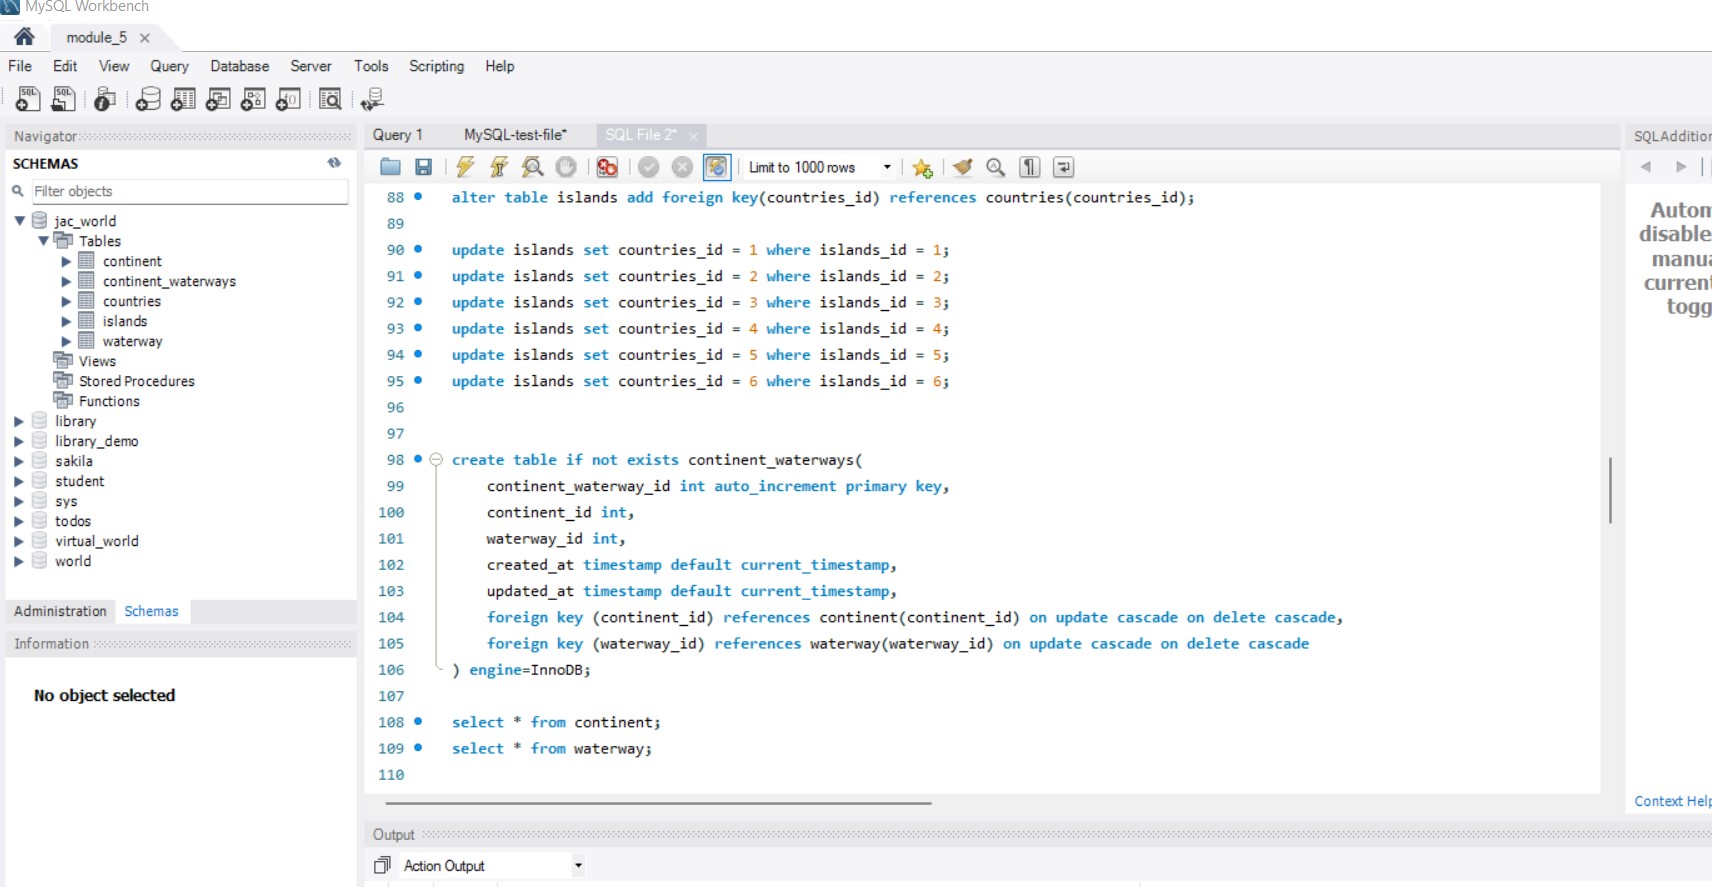 MySQL Workbench
module_5
File Edit View Query Database Server Tools Scripting Help
Navigator
SCHEMAS
Filter objects
jac_world
Tables
continent
continent_waterways
countries
islands
waterway
Views
Stored Procedures
Functions
library
library_demo
sakila
student
sys
todos
virtual_world
world
Administration Schemas
Information
No object selected
Query 1 MySQL-test-file* SQL File 2*
Limit to 1000 rows
88 alter table islands add foreign key(countries_id) references countries(countries_id);
89
90 update islands set countries_id = 1 where islands_id = 1;
91 update islands set countries_id = 2 where islands_id = 2;
92 update islands set countries_id = 3 where islands_id = 3;
93 update islands set countries_id = 4 where islands_id = 4;
94 update islands set countries_id = 5 where islands_id = 5;
95 update islands set countries_id = 6 where islands_id = 6;
96
97
98 create table if not exists continent_waterways(
99 continent_waterway_id int auto_increment primary key,
100 continent_id int,
101 waterway_id int,
102 created_at timestamp default current_timestamp,
103 updated_at timestamp default current_timestamp,
104 foreign key (continent_id) references continent(continent_id) on update cascade on delete cascade,
105 foreign key (waterway_id) references waterway(waterway_id) on update cascade on delete cascade
106 ) engine=InnoDB;
107
108 select * from continent;
109 select * from waterway;
110
Output
Action Output
SQLAddition
Autom
disable
manua
current
togg
Context Help